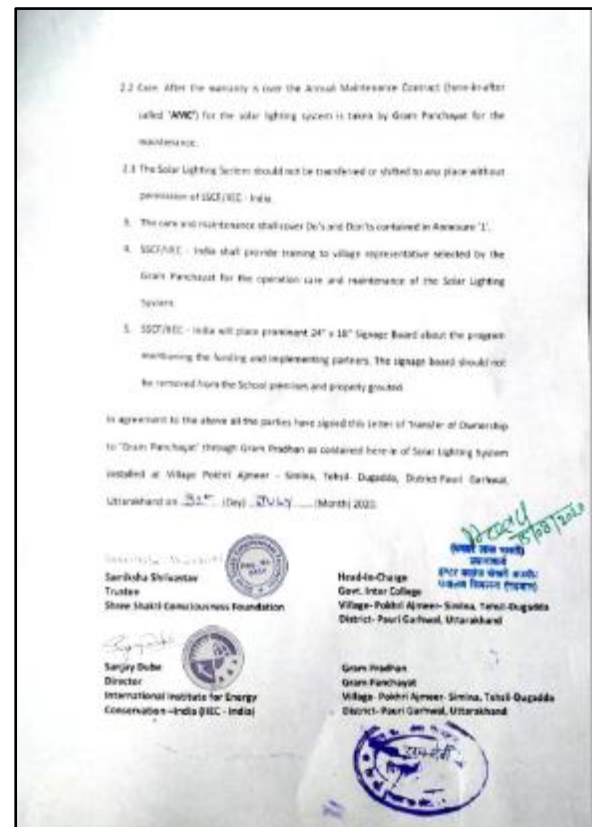 2.2 Care. After the warranty is over the Annual Maintenance Contract (here-in-after
called 'AMC') for the solar lighting system is taken by Gram Panchayat for the
maintenance.
2.3 The Solar Lighting System should not be transferred or shifted to any place without
permission of SSCF/IIEC - India.
3. The care and maintenance shall cover Do's and Don'ts contained in Annexure '1'.
4. SSCF/IIEC - India shall provide training to village representative selected by the
Gram Panchayat for the operation care and maintenance of the Solar Lighting
System.
5. SSCF/IIEC - India will place prominent 24" x 18" Signage Board about the program
mentioning the funding and implementing partners. The signage board should not
be removed from the School premises and properly grouted.
In agreement to the above all the parties have signed this Letter of Transfer of Ownership
to "Gram Panchayat" through Gram Pradhan as contained here-in of Solar Lighting System
installed at Village Pokhri Ajmeer - Simina, Tehsil- Dugadda, District Pauri Garhwal,
Uttarakhand on 31st (Day) JULY (Month) 2020.
15/08/2020
प्रधानाचार्य
Samiksha Shrivastav
Trustee
Shree Shakti Consciousness Foundation
Head-In-Charge
Govt. Inter College
Village- Pokhri Ajmeer- Simina, Tehsil-Dugadda
District- Pauri Garhwal, Uttarakhand
Sanjay Dube
Director
International Institute for Energy
Conservation –India (IIEC - India)
Gram Pradhan
Gram Panchayat
Village- Pokhri Ajmeer- Simina, Tehsil-Dugadda
District- Pauri Garhwal, Uttarakhand